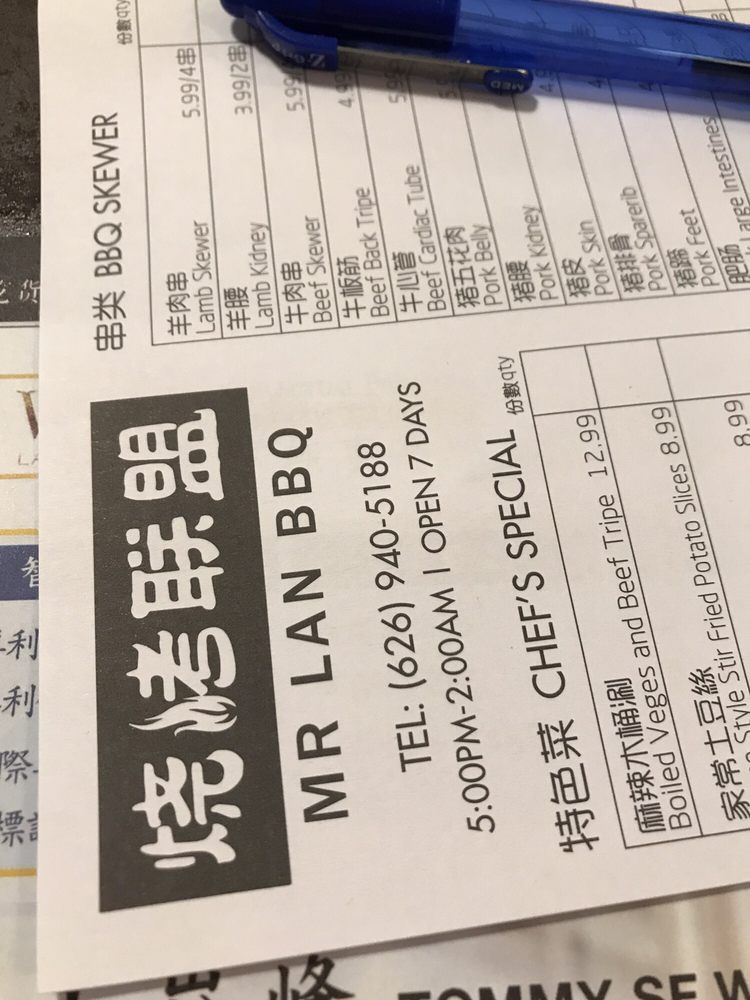 烧烤联盟
MR LAN BBQ
TEL: (626) 940-5188
5:00PM-2:00AM | OPEN 7 DAYS
特色菜 CHEF'S SPECIAL 份數qty
麻辣木桶涮
Boiled Veges and Beef Tripe 12.99
家常土豆絲
Style Stir Fried Potato Slices 8.99
8.99
串类 BBQ SKEWER 份數qty
羊肉串
Lamb Skewer 5.99/4串
羊腰
Lamb Kidney 3.99/2串
牛肉串
Beef Skewer 5.99
牛板筋
Beef Back Tripe 4.99
牛心管
Beef Cardiac Tube
猪五花肉
Pork Belly
猪腰
Pork Kidney
猪皮
Pork Skin
猪排骨
Pork Sparerib
猪蹄
Pork Feet
肥肠
Large Intestines
Z
MED
TOMMY SE W